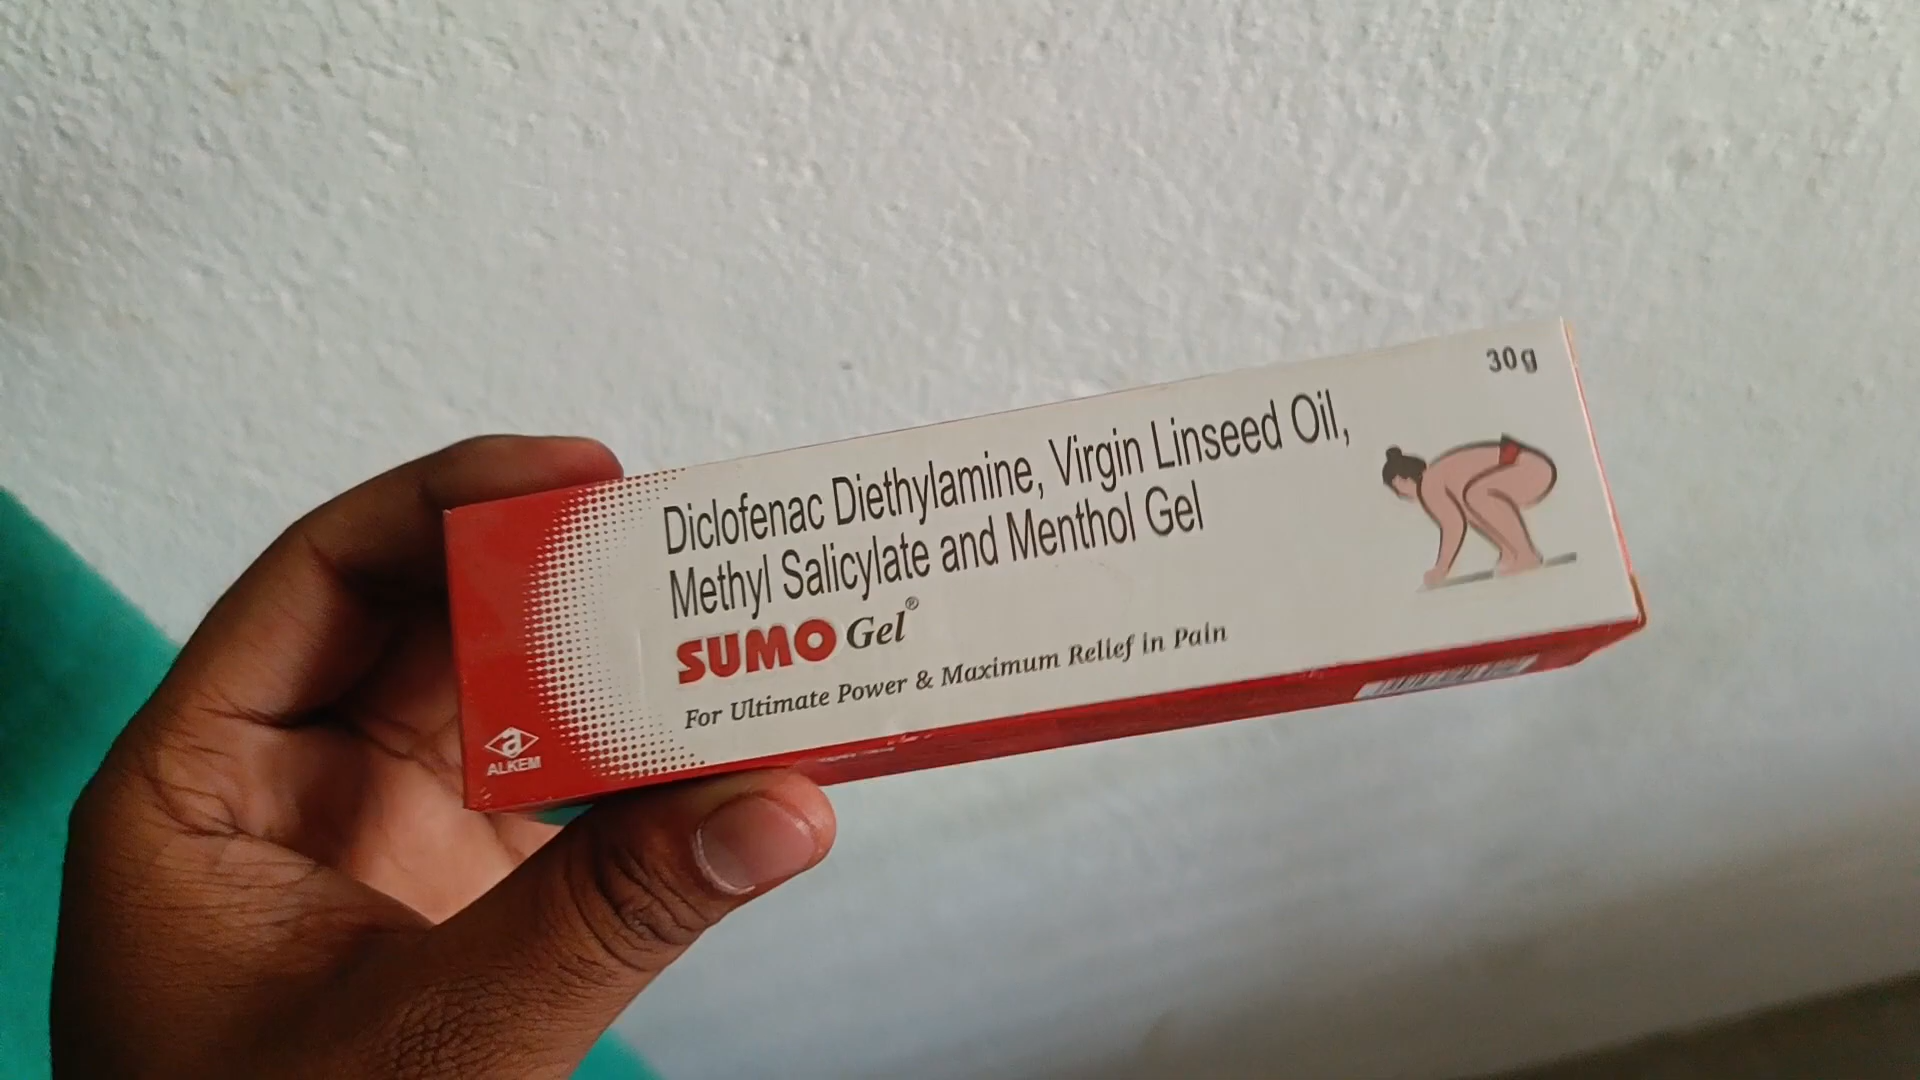 30g
Diclofenac Diethylamine, Virgin Linseed Oil,
Methyl Salicylate and Menthol Gel
SUMO Gel®
For Ultimate Power & Maximum Relief in Pain
a
ALKEM